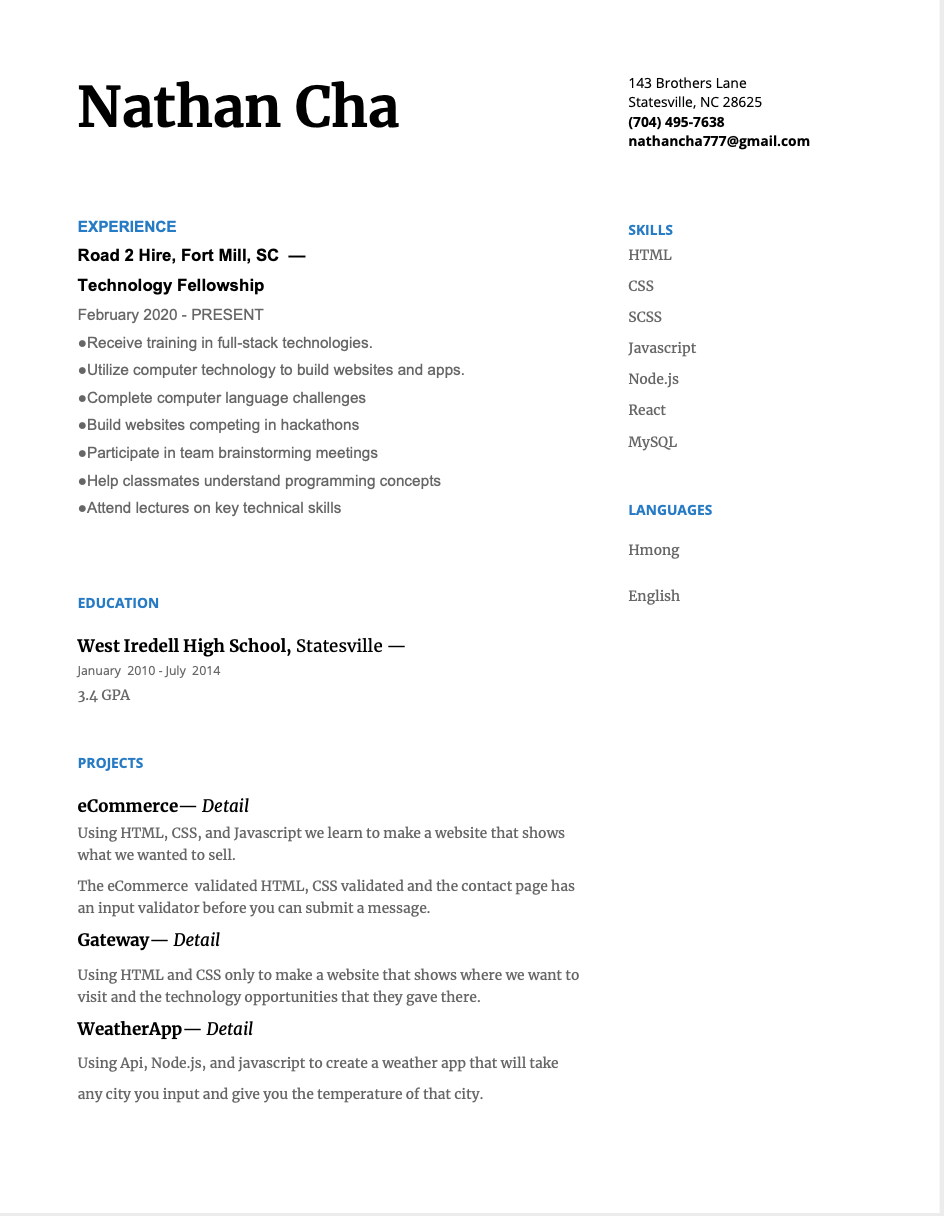 Nathan Cha
143 Brothers Lane
Statesville, NC 28625
(704) 495-7638
nathancha777@gmail.com
EXPERIENCE
Road 2 Hire, Fort Mill, SC  —
Technology Fellowship
February 2020 - PRESENT
●Receive training in full-stack technologies.
●Utilize computer technology to build websites and apps.
●Complete computer language challenges
●Build websites competing in hackathons
●Participate in team brainstorming meetings
●Help classmates understand programming concepts
●Attend lectures on key technical skills
EDUCATION
West Iredell High School, Statesville —
January  2010 - July  2014
3.4 GPA
PROJECTS
eCommerce— Detail
Using HTML, CSS, and Javascript we learn to make a website that shows
what we wanted to sell.
The eCommerce  validated HTML, CSS validated and the contact page has
an input validator before you can submit a message.
Gateway— Detail
Using HTML and CSS only to make a website that shows where we want to
visit and the technology opportunities that they gave there.
WeatherApp— Detail
Using Api, Node.js, and javascript to create a weather app that will take
any city you input and give you the temperature of that city.
SKILLS
HTML
CSS
SCSS
Javascript
Node.js
React
MySQL
LANGUAGES
Hmong
English